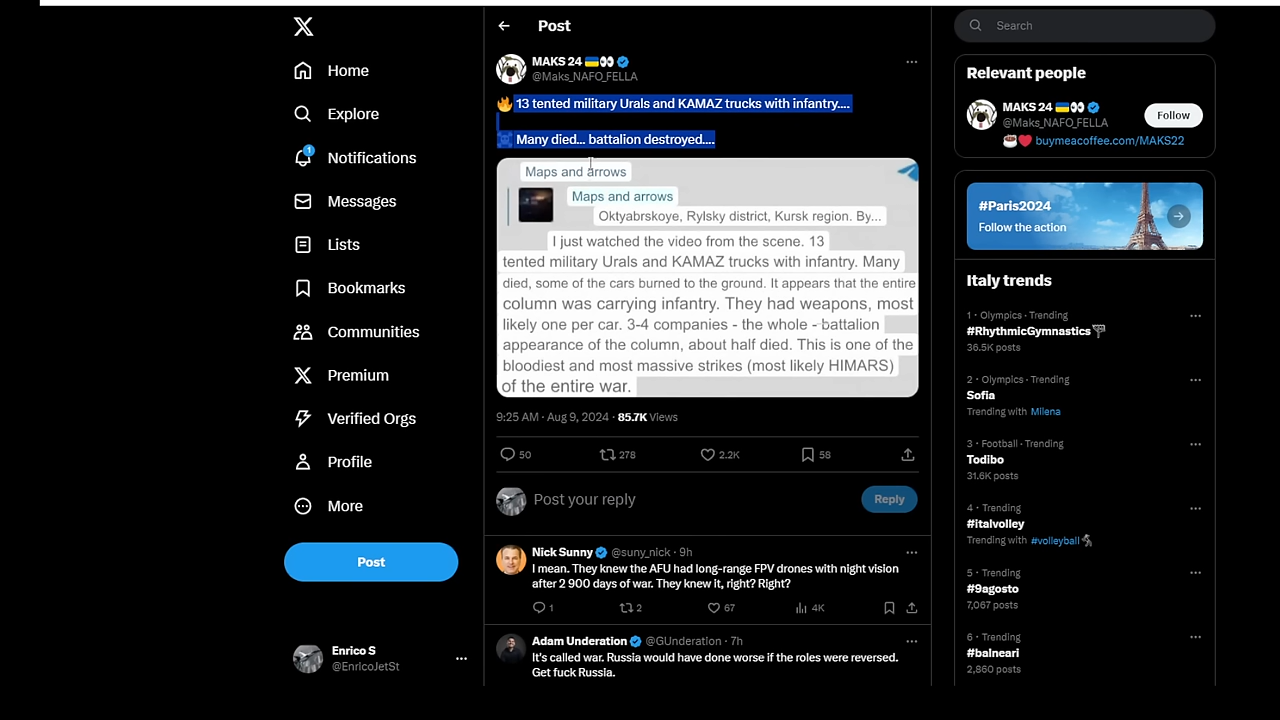 Home
Explore
1
Notifications
Messages
Lists
Bookmarks
Communities
Premium
Verified Orgs
Profile
More
Post
Enrico S
@EnricoJetSt
Post
MAKS 24
@Maks_NAFO_FELLA
13 tented military Urals and KAMAZ trucks with infantry....
Many died... battalion destroyed....
Maps and arrows
Maps and arrows
Oktyabrskoye, Rylsky district, Kursk region. By...
I just watched the video from the scene. 13
tented military Urals and KAMAZ trucks with infantry. Many
died, some of the cars burned to the ground. It appears that the entire
column was carrying infantry. They had weapons, most
likely one per car. 3-4 companies - the whole - battalion
appearance of the column, about half died. This is one of the
bloodiest and most massive strikes (most likely HIMARS)
of the entire war.
9:25 AM · Aug 9, 2024 · 85.7K Views
50 278 2.2K 58
Post your reply
Reply
Nick Sunny @suny_nick · 9h
I mean. They knew the AFU had long-range FPV drones with night vision
after 2 900 days of war. They knew it, right? Right?
1 2 67 4K
Adam Underation @GUnderation · 7h
It's called war. Russia would have done worse if the roles were reversed.
Get fuck Russia.
Search
Relevant people
MAKS 24
@Maks_NAFO_FELLA
Follow
buymeacoffee.com/MAKS22
#Paris2024
Follow the action
Italy trends
1 · Olympics · Trending
#RhythmicGymnastics
36.5K posts
2 · Olympics · Trending
Sofia
Trending with Milena
3 · Football · Trending
Todibo
31.6K posts
4 · Trending
#italvolley
Trending with #volleyball
5 · Trending
#9agosto
7,067 posts
6 · Trending
#balneari
2,860 posts